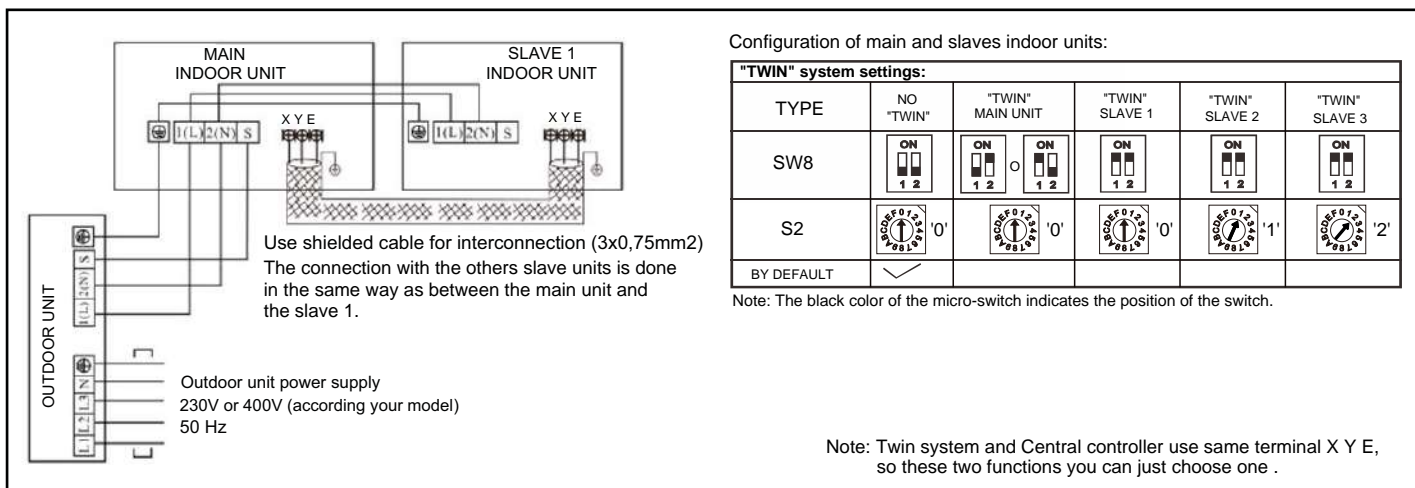 MAIN
INDOOR UNIT
SLAVE 1
INDOOR UNIT
1(L) 2(N) S
X Y E
1(L) 2(N) S
X Y E
OUTDOOR UNIT
S
2(N)
1(L)
N
L3
L2
L1
Use shielded cable for interconnection (3x0,75mm2)
The connection with the others slave units is done
in the same way as between the main unit and
the slave 1.
Outdoor unit power supply
230V or 400V (according your model)
50 Hz
Configuration of main and slaves indoor units:
"TWIN" system settings:
TYPE
NO
"TWIN"
"TWIN"
MAIN UNIT
"TWIN"
SLAVE 1
"TWIN"
SLAVE 2
"TWIN"
SLAVE 3
SW8
ON
1 2
ON
1 2
O
ON
1 2
ON
1 2
ON
1 2
ON
1 2
S2
0123456789ABCDEF
'0'
0123456789ABCDEF
'0'
0123456789ABCDEF
'0'
0123456789ABCDEF
'1'
0123456789ABCDEF
'2'
BY DEFAULT
Note: The black color of the micro-switch indicates the position of the switch.
Note: Twin system and Central controller use same terminal X Y E,
so these two functions you can just choose one .